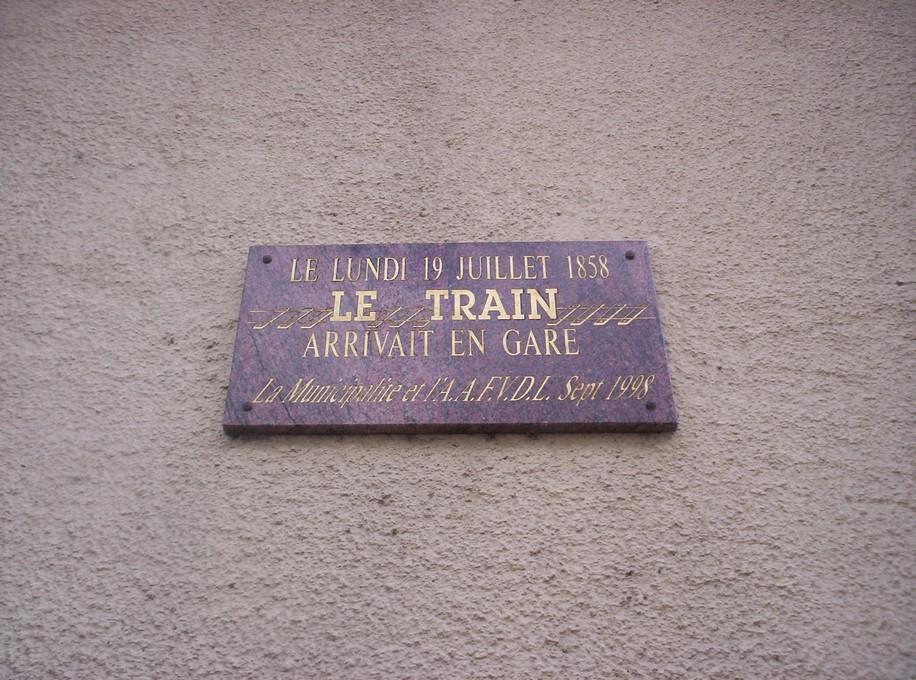 LE LUNDI 19 JUILLET 1858
LE TRAIN
ARRIVAIT EN GARE
La Municipalité et l'A.A.F.V.D.L. Sept 1998